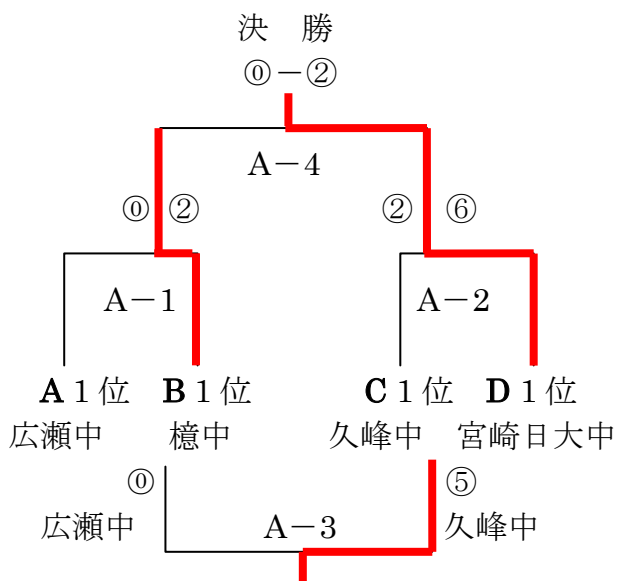 決 勝
⓪－②
A－4
⓪ ② ② ⑥
A－1 A－2
A１位 B１位 C１位 D１位
広瀬中 檍中 久峰中 宮崎日大中
⓪ ⑤
広瀬中 A－3 久峰中